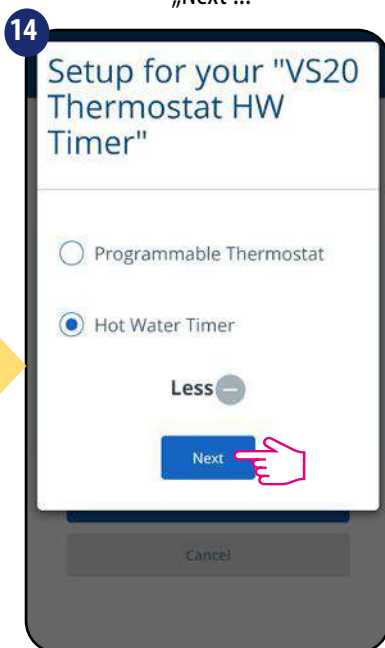 „Next“...
14
Setup for your "VS20
Thermostat HW
Timer"
Programmable Thermostat
Hot Water Timer
Less
Next
Cancel